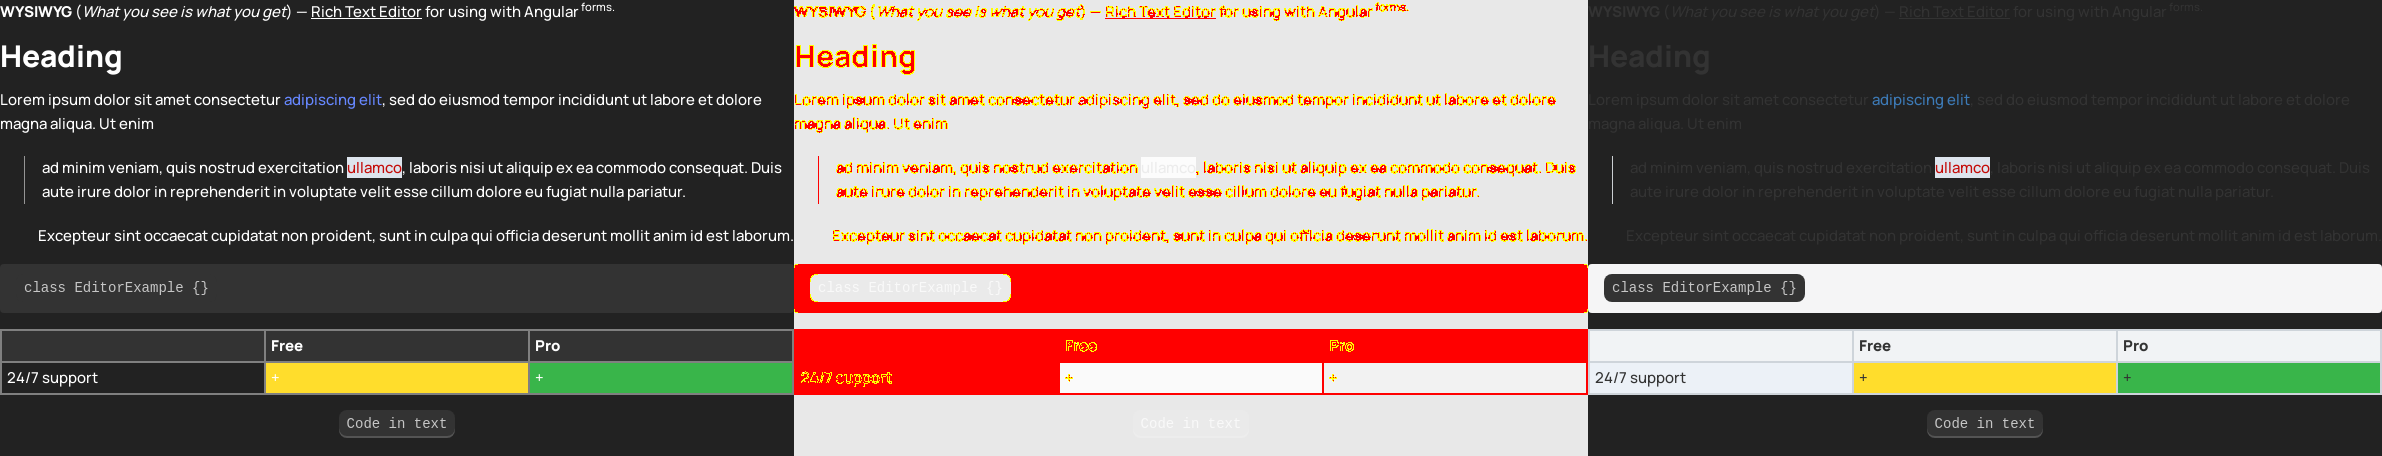 WYSIWYG (What you see is what you get) — Rich Text Editor for using with Angular forms.
Heading
Lorem ipsum dolor sit amet consectetur adipiscing elit, sed do eiusmod tempor incididunt ut labore et dolore
magna aliqua. Ut enim
ad minim veniam, quis nostrud exercitation ullamco, laboris nisi ut aliquip ex ea commodo consequat. Duis
aute irure dolor in reprehenderit in voluptate velit esse cillum dolore eu fugiat nulla pariatur.
Excepteur sint occaecat cupidatat non proident, sunt in culpa qui officia deserunt mollit anim id est laborum.
class EditorExample {}
Free Pro
24/7 support + +
Code in text
WYSIWYG (What you see is what you get) — Rich Text Editor for using with Angular forms.
Heading
Lorem ipsum dolor sit amet consectetur adipiscing elit, sed do eiusmod tempor incididunt ut labore et dolore
magna aliqua. Ut enim
ad minim veniam, quis nostrud exercitation ullamco, laboris nisi ut aliquip ex ea commodo consequat. Duis
aute irure dolor in reprehenderit in voluptate velit esse cillum dolore eu fugiat nulla pariatur.
Excepteur sint occaecat cupidatat non proident, sunt in culpa qui officia deserunt mollit anim id est laborum.
class EditorExample {}
Free Pro
24/7 support + +
Code in text
WYSIWYG (What you see is what you get) — Rich Text Editor for using with Angular forms
Heading
Lorem ipsum dolor sit amet consectetur adipiscing elit sed do eiusmod tempor incididunt ut labore et dolore
magna aliqua. Ut enim
ad minim veniam, quis nostrud exercitation ullamco laboris nisi ut aliquip ex ea commodo consequat. Duis
aute irure dolor in reprehenderit in voluptate velit esse cillum dolore eu fugiat nulla pariatur.
Excepteur sint occaecat cupidatat non proident, sunt in culpa qui officia deserunt mollit anim id est laborum.
class EditorExample {}
Free Pro
24/7 support + +
Code in text